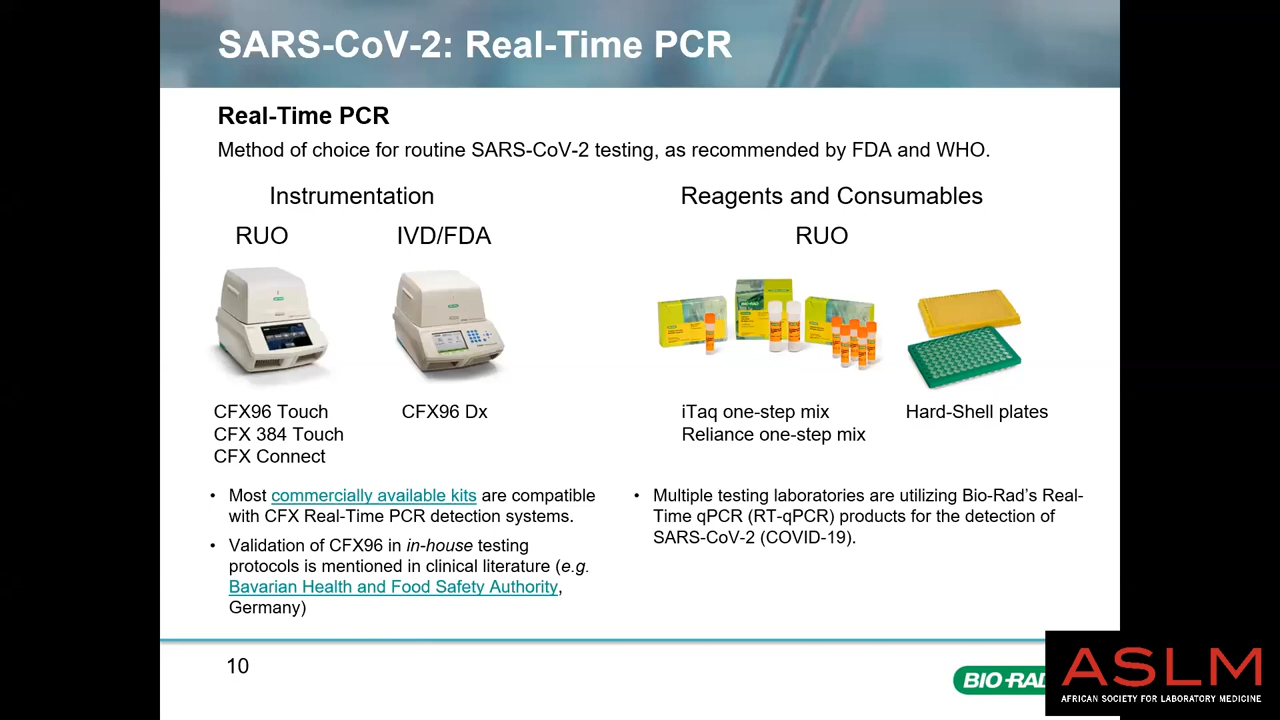 SARS-CoV-2: Real-Time PCR
Real-Time PCR
Method of choice for routine SARS-CoV-2 testing, as recommended by FDA and WHO.
Instrumentation
RUO
IVD/FDA
CFX96 Touch
CFX 384 Touch
CFX Connect
CFX96 Dx
• Most commercially available kits are compatible
with CFX Real-Time PCR detection systems.
• Validation of CFX96 in in-house testing
protocols is mentioned in clinical literature (e.g.
Bavarian Health and Food Safety Authority,
Germany)
Reagents and Consumables
RUO
BIO-RAD
iTaq one-step mix
Reliance one-step mix
Hard-Shell plates
• Multiple testing laboratories are utilizing Bio-Rad’s Real-
Time qPCR (RT-qPCR) products for the detection of
SARS-CoV-2 (COVID-19).
10
BIO-RAD
ASLM
AFRICAN SOCIETY FOR LABORATORY MEDICINE